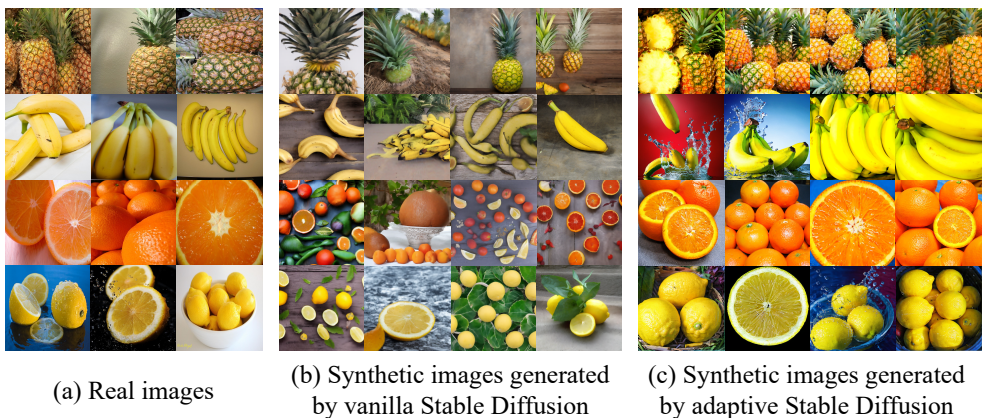 (a) Real images
(b) Synthetic images generated
by vanilla Stable Diffusion
(c) Synthetic images generated
by adaptive Stable Diffusion